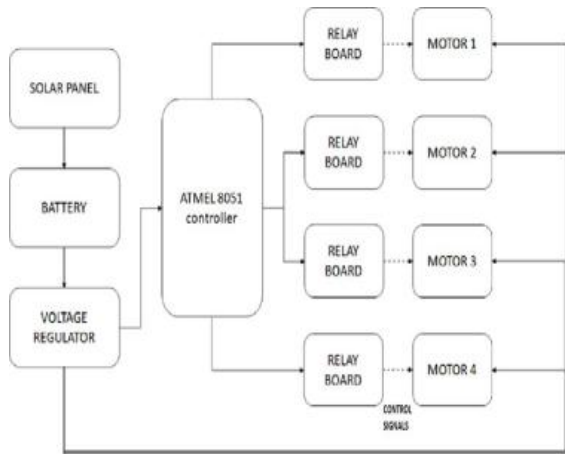 SOLAR PANEL
BATTERY
VOLTAGE
REGULATOR
ATMEL 8051
controller
RELAY
BOARD
MOTOR 1
RELAY
BOARD
MOTOR 2
RELAY
BOARD
MOTOR 3
RELAY
BOARD
MOTOR 4
CONTROL
SIGNALS